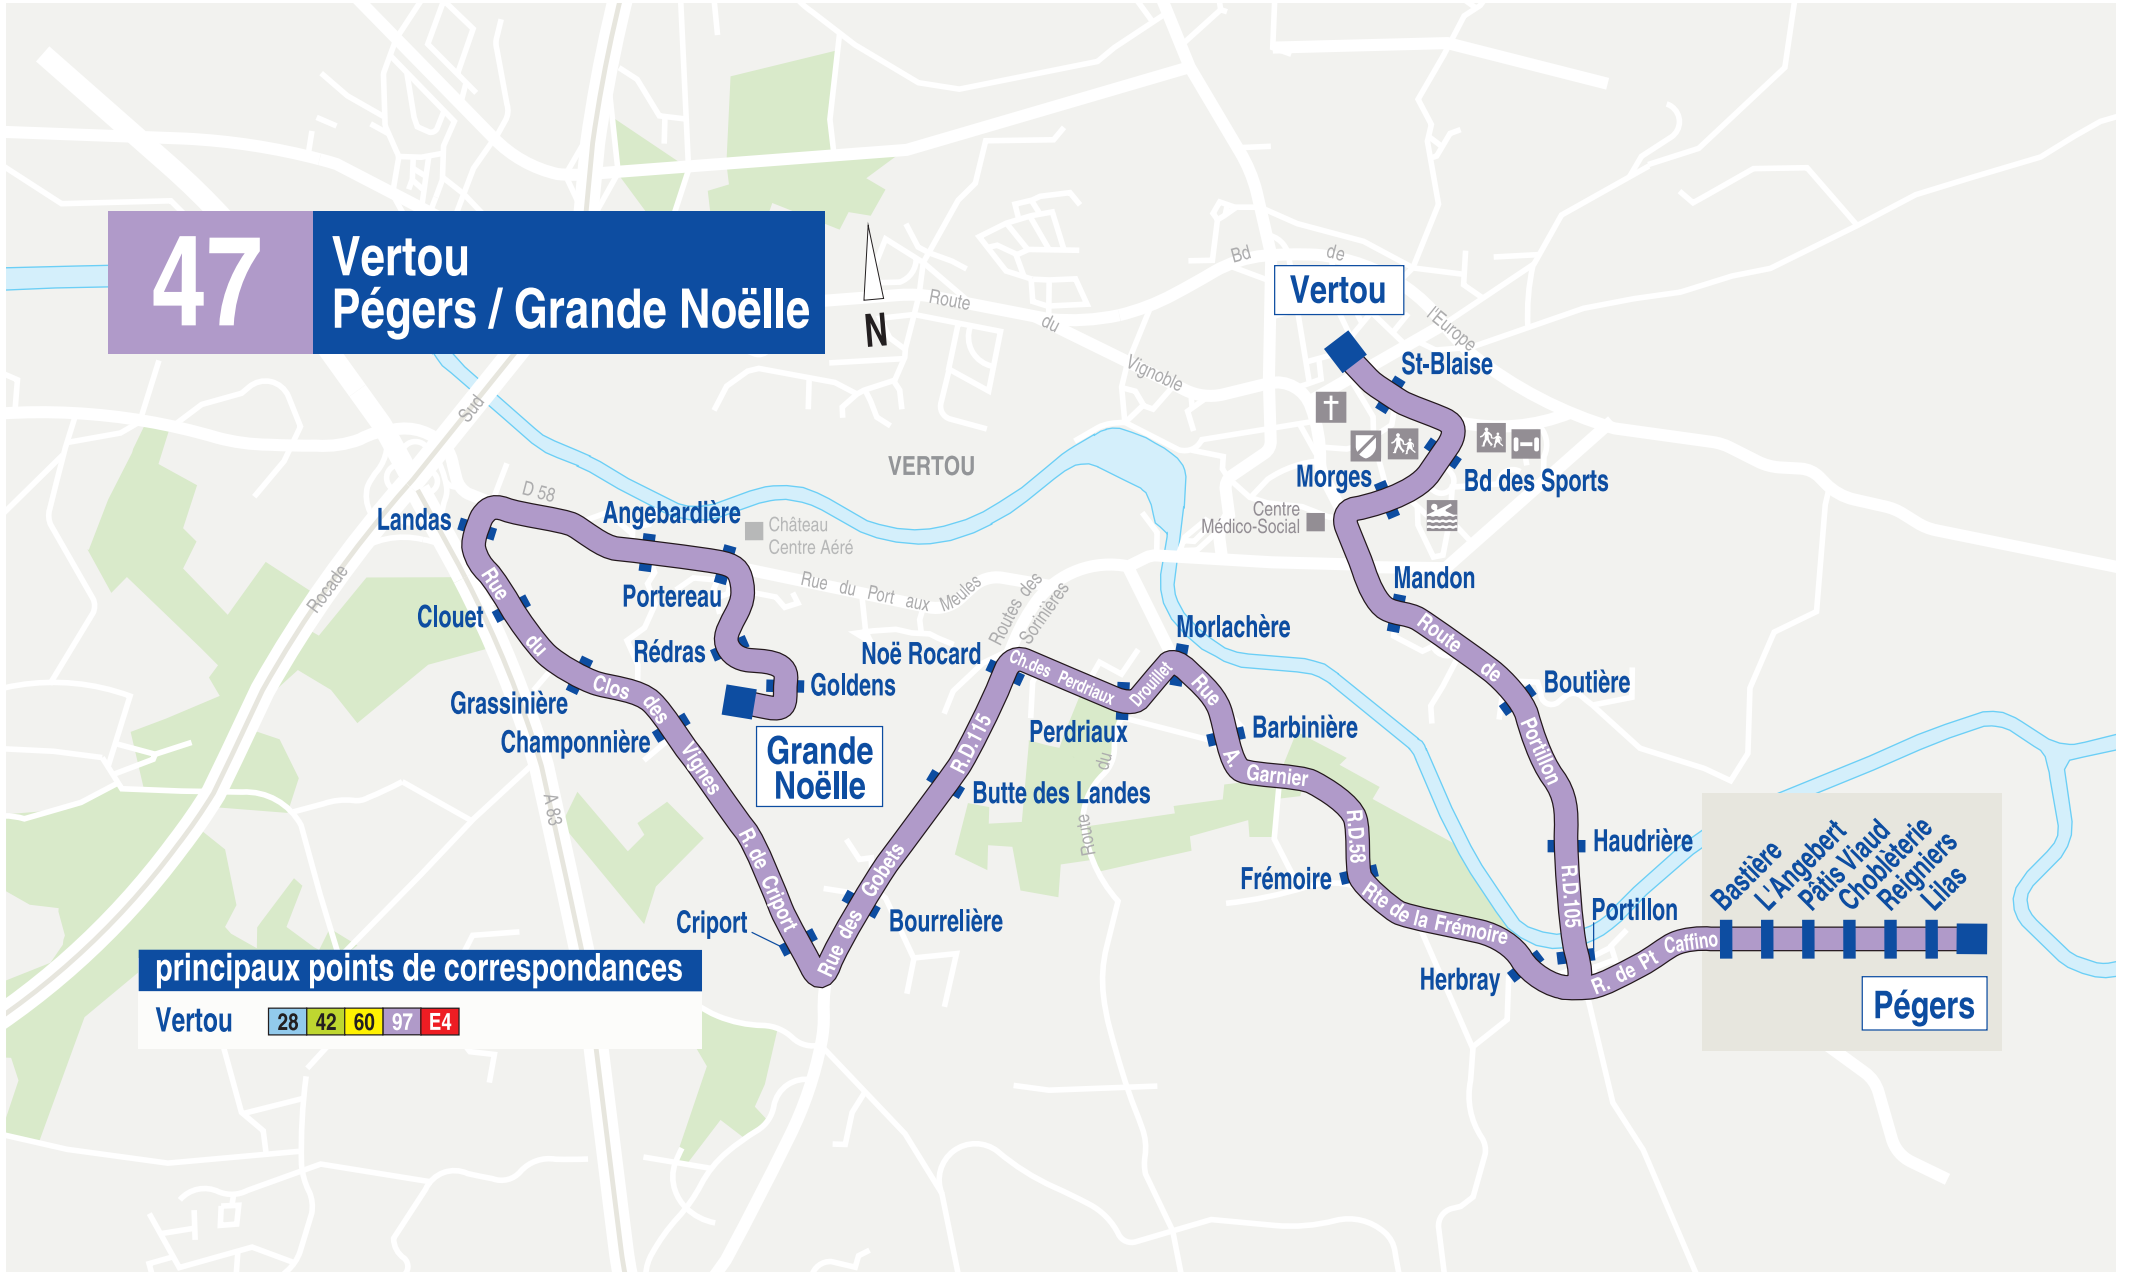 47
Vertou
Pégers / Grande Noëlle
N
Route
du
Vignoble
Bd
de
l'Europe
Vertou
St-Blaise
Bd des Sports
Morges
Centre
Médico-Social
VERTOU
Sud
Rocade
D 58
A 83
Landas
Angebardière
Château
Centre Aéré
Portereau
Rue du Port aux Meules
Routes des
Sorinières
Clouet
Rédras
Goldens
Grande
Noëlle
Grassinière
Champonnière
Rue
du
Clos des
Vignes
R. de Criport
Criport
Rue des Gobets
R.D.115
Bourrelière
Butte des Landes
Noë Rocard
Ch.des Perdriaux
Drouillet
Perdriaux
Route
du
Morlachère
Rue
A.
Garnier
Barbinière
R.D.58
Frémoire
Rte de la Frémoire
Herbray
Mandon
Route de
Portillon
Boutière
Haudrière
R.D.105
Portillon
R. de Pt Caffino
Bastière
L'Angebert
Pâtis Viaud
Choblèterie
Reigniers
Lilas
Pégers
principaux points de correspondances
Vertou 28 42 60 97 E4